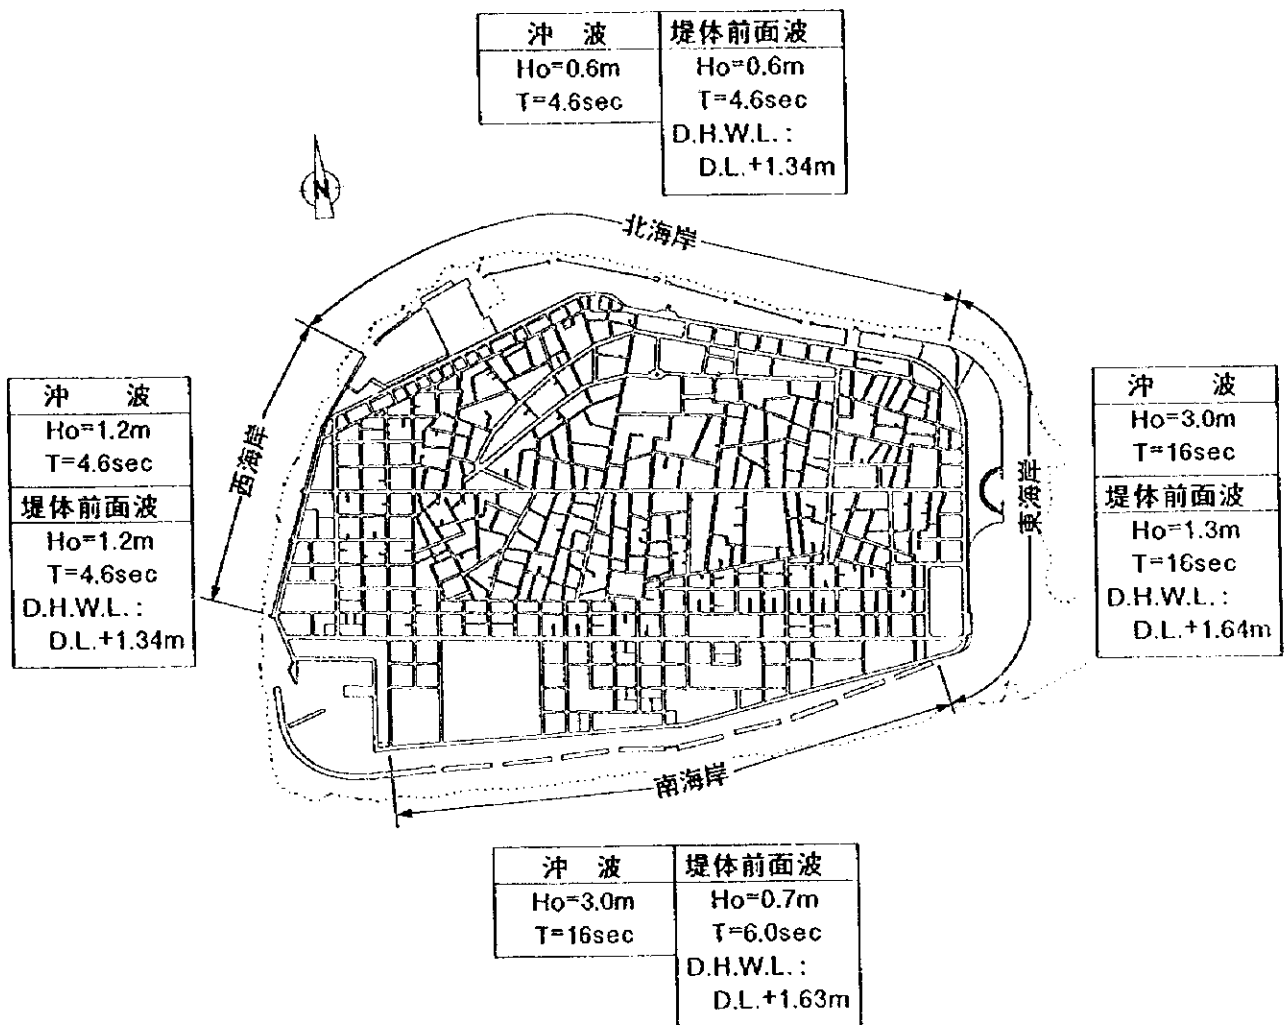 沖 波
Ho=0.6m
T=4.6sec
堤体前面波
Ho=0.6m
T=4.6sec
D.H.W.L.:
D.L.+1.34m
N
北海岸
西海岸
沖 波
Ho=1.2m
T=4.6sec
堤体前面波
Ho=1.2m
T=4.6sec
D.H.W.L.:
D.L.+1.34m
東海岸
沖 波
Ho=3.0m
T=16sec
堤体前面波
Ho=1.3m
T=16sec
D.H.W.L.:
D.L.+1.64m
南海岸
沖 波
Ho=3.0m
T=16sec
堤体前面波
Ho=0.7m
T=6.0sec
D.H.W.L.:
D.L.+1.63m